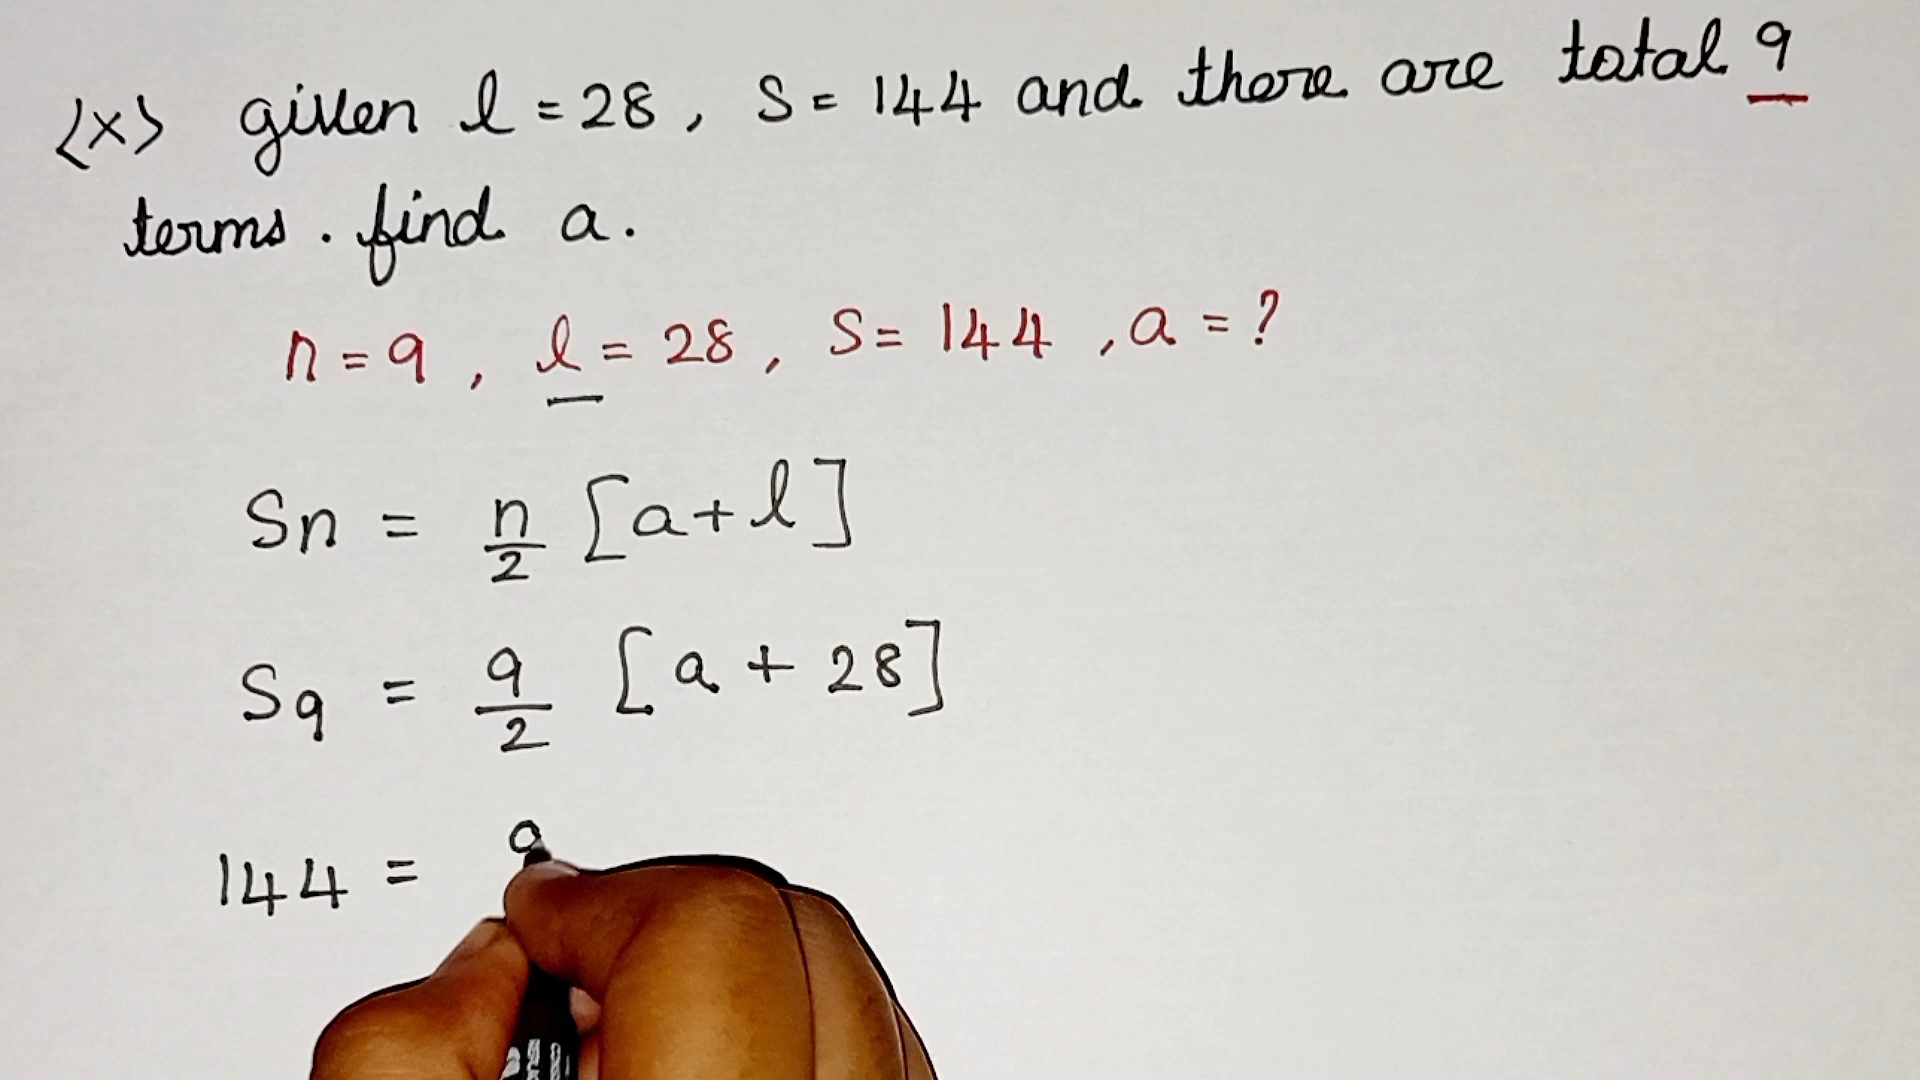 <x> given l = 28, S = 144 and there are total 9
terms. find a.
n = 9, l = 28, S = 144, a = ?
Sn = n/2 [a+l]
S9 = 9/2 [a + 28]
144 = 9